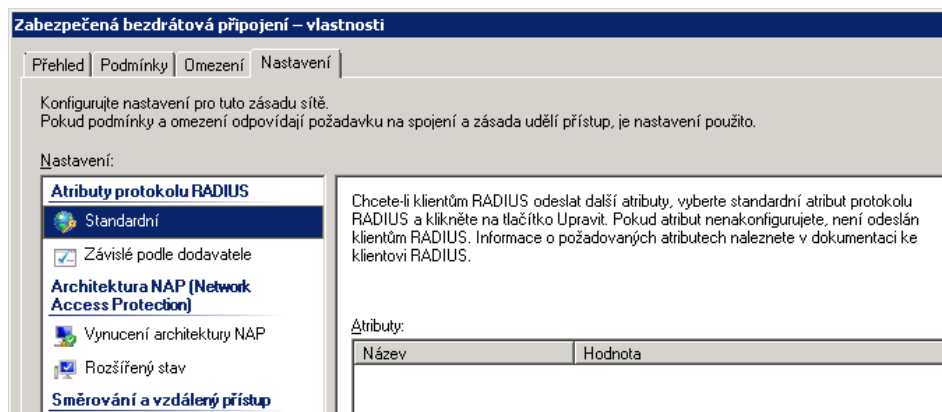 Zabezpečená bezdrátová připojení – vlastnosti
Přehled Podmínky Omezení Nastavení
Konfigurujte nastavení pro tuto zásadu sítě.
Pokud podmínky a omezení odpovídají požadavku na spojení a zásada udělí přístup, je nastavení použito.
Nastavení:
Atributy protokolu RADIUS
Standardní
Závislé podle dodavatele
Architektura NAP (Network
Access Protection)
Vynucení architektury NAP
Rozšířený stav
Směrování a vzdálený přístup
Chcete-li klientům RADIUS odeslat další atributy, vyberte standardní atribut protokolu
RADIUS a klikněte na tlačítko Upravit. Pokud atribut nenakonfigurujete, není odeslán
klientům RADIUS. Informace o požadovaných atributech naleznete v dokumentaci ke
klientovi RADIUS.
Atributy:
Název Hodnota